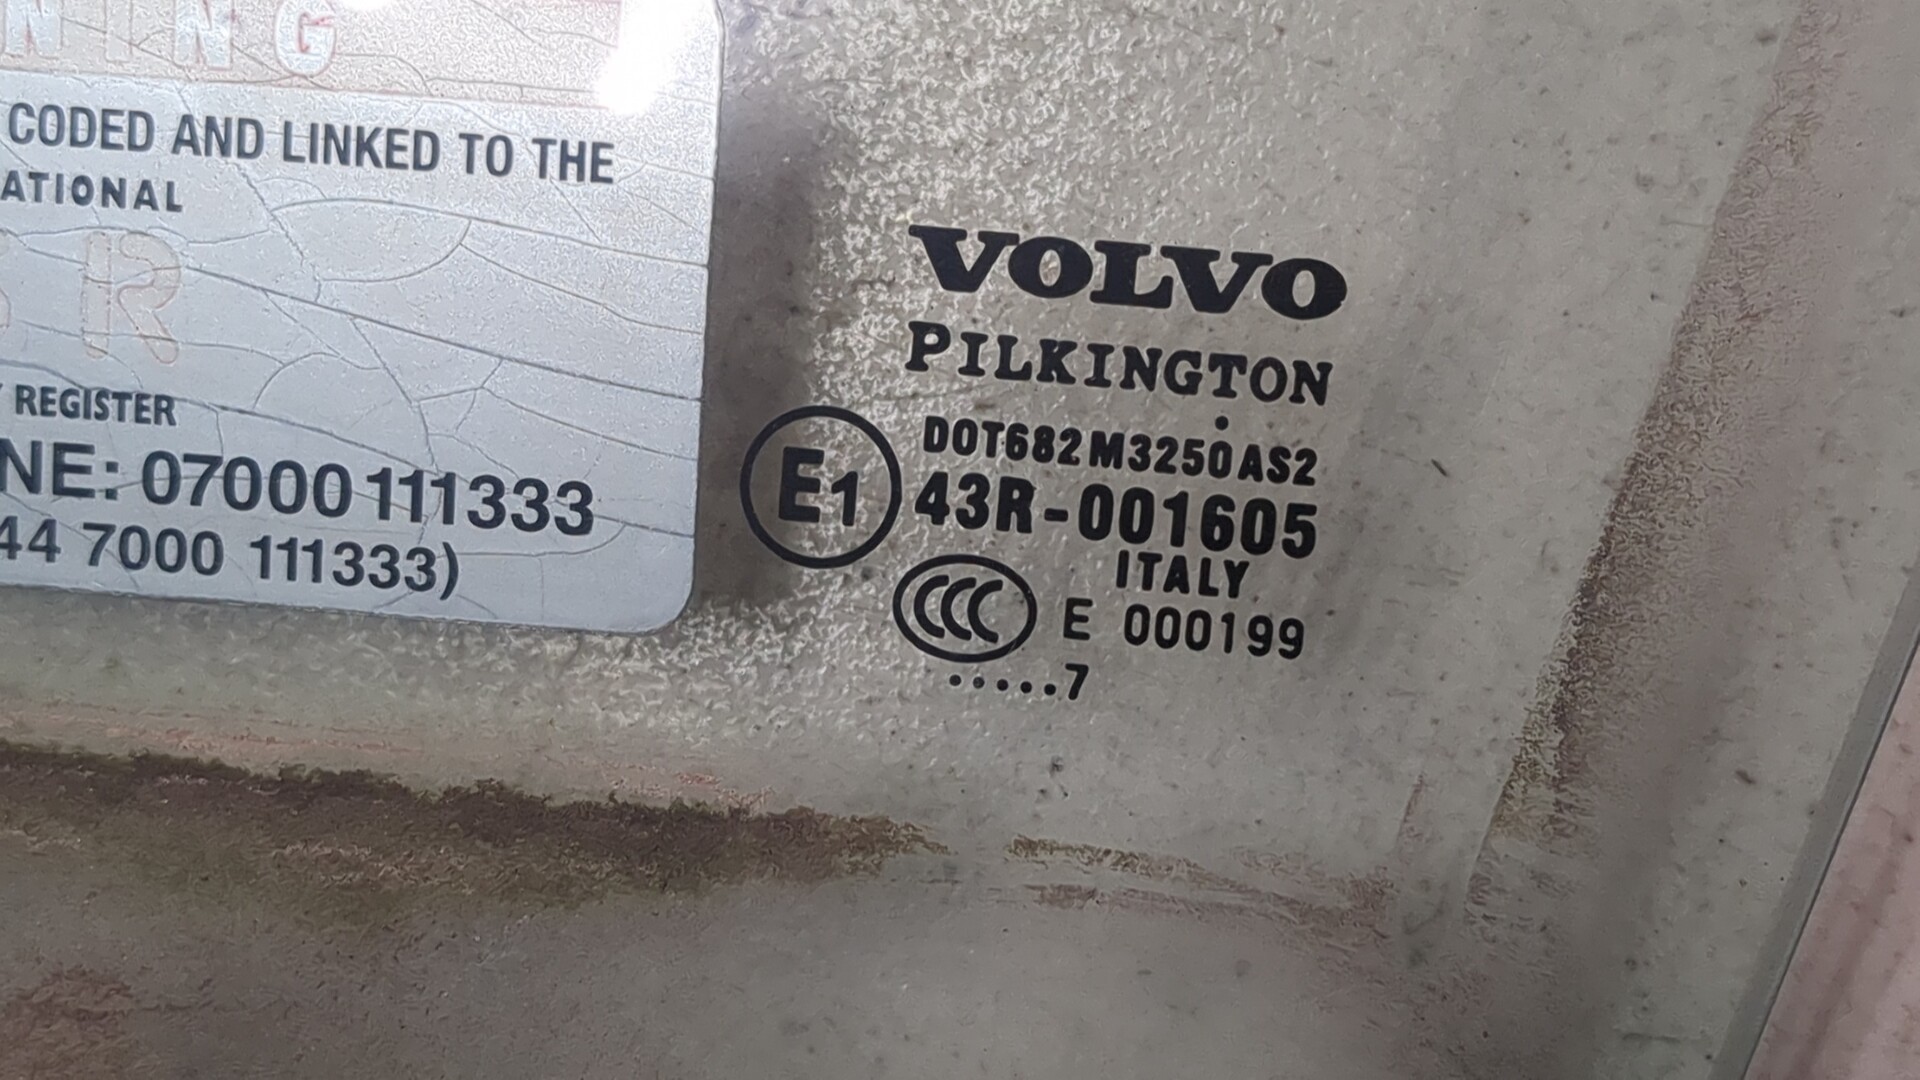 NING
CODED AND LINKED TO THE
ATIONAL
R
REGISTER
NE: 07000 111333
44 7000 111333)
VOLVO
PILKINGTON
DOT682 M3250 AS2
E1 43R-001605
ITALY
CCC E 000199
.....7